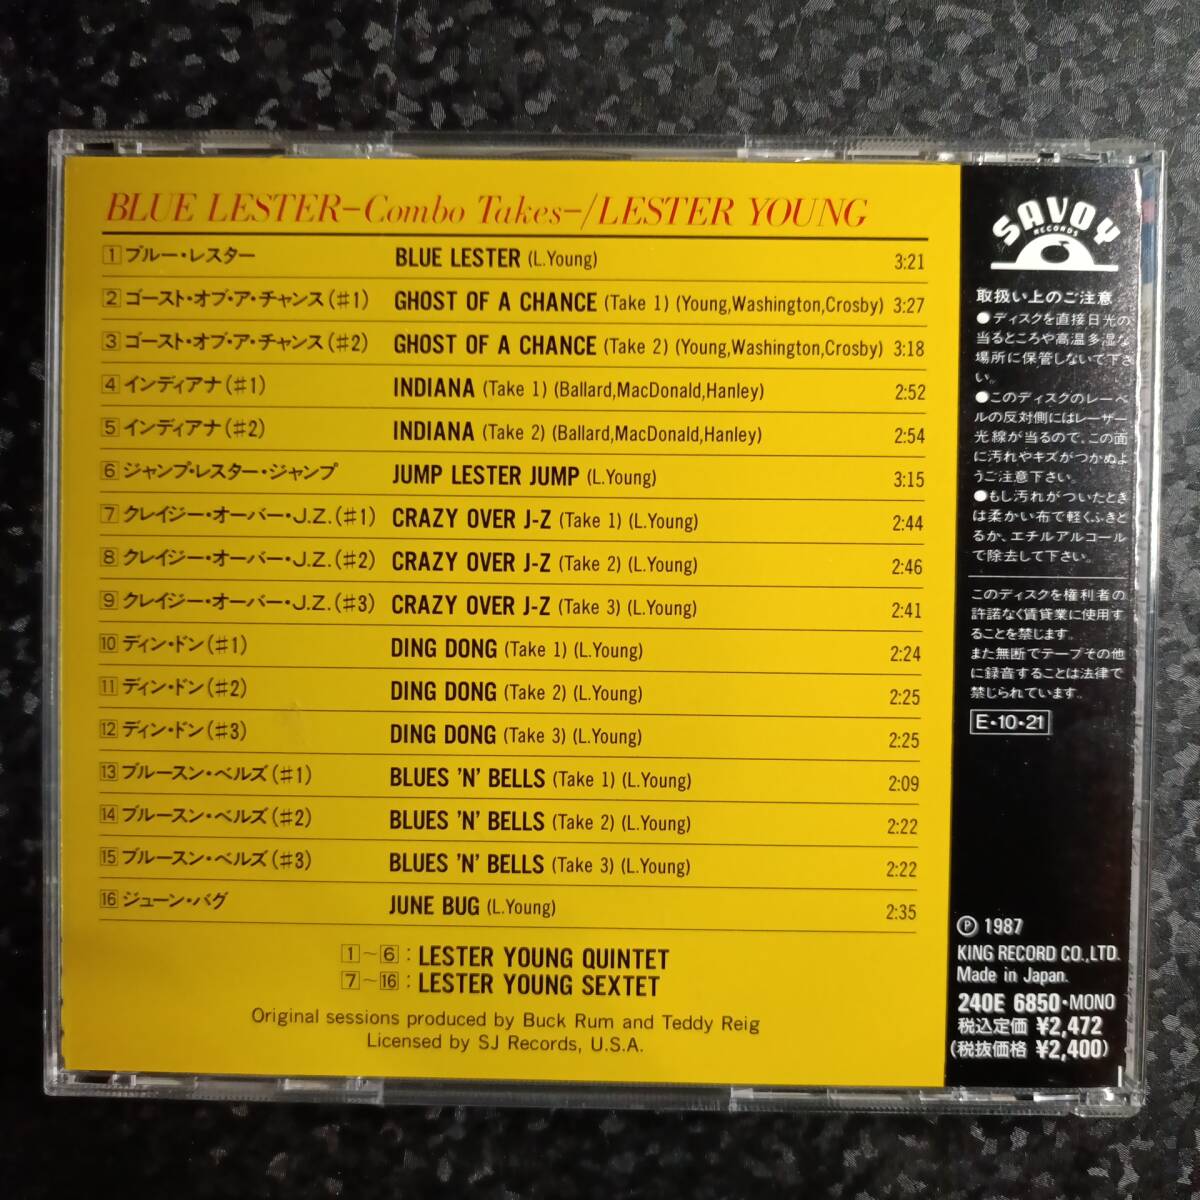 BLUE LESTER-Combo Takes-/LESTER YOUNG
1 ブルー・レスター BLUE LESTER (L.Young) 3:21
2 ゴースト・オブ・ア・チャンス(#1) GHOST OF A CHANCE (Take 1) (Young,Washington,Crosby) 3:27
3 ゴースト・オブ・ア・チャンス(#2) GHOST OF A CHANCE (Take 2) (Young,Washington,Crosby) 3:18
4 インディアナ(#1) INDIANA (Take 1) (Ballard,MacDonald,Hanley) 2:52
5 インディアナ(#2) INDIANA (Take 2) (Ballard,MacDonald,Hanley) 2:54
6 ジャンプ・レスター・ジャンプ JUMP LESTER JUMP (L.Young) 3:15
7 クレイジー・オーバー・J.Z.(#1) CRAZY OVER J-Z (Take 1) (L.Young) 2:44
8 クレイジー・オーバー・J.Z.(#2) CRAZY OVER J-Z (Take 2) (L.Young) 2:46
9 クレイジー・オーバー・J.Z.(#3) CRAZY OVER J-Z (Take 3) (L.Young) 2:41
10 ディン・ドン(#1) DING DONG (Take 1) (L.Young) 2:24
11 ディン・ドン(#2) DING DONG (Take 2) (L.Young) 2:25
12 ディン・ドン(#3) DING DONG (Take 3) (L.Young) 2:25
13 ブルースン・ベルズ(#1) BLUES 'N' BELLS (Take 1) (L.Young) 2:09
14 ブルースン・ベルズ(#2) BLUES 'N' BELLS (Take 2) (L.Young) 2:22
15 ブルースン・ベルズ(#3) BLUES 'N' BELLS (Take 3) (L.Young) 2:22
16 ジューン・バグ JUNE BUG (L.Young) 2:35
1～6:LESTER YOUNG QUINTET
7～16:LESTER YOUNG SEXTET
Original sessions produced by Buck Rum and Teddy Reig
Licensed by SJ Records, U.S.A.
SAVOY
RECORDS
取扱い上のご注意
●ディスクを直接日光の
当るところや高温多湿な
場所に保管しないで下さ
い。
●このディスクのレーベ
ルの反対側にはレーザー
光線が当るので、この面
に汚れやキズがつかぬよ
うご注意下さい。
●もし汚れがついたとき
は柔かい布で軽くふきと
るか、エチルアルコール
で除去して下さい。
このディスクを権利者の
許諾なく賃貸業に使用す
ることを禁じます。
また無断でテープその他
に録音することは法律で
禁じられています。
E・10・21
Ⓟ 1987
KING RECORD CO.,LTD.
Made in Japan.
240E 6850・MONO
税込定価 ¥2,472
(税抜価格 ¥2,400)